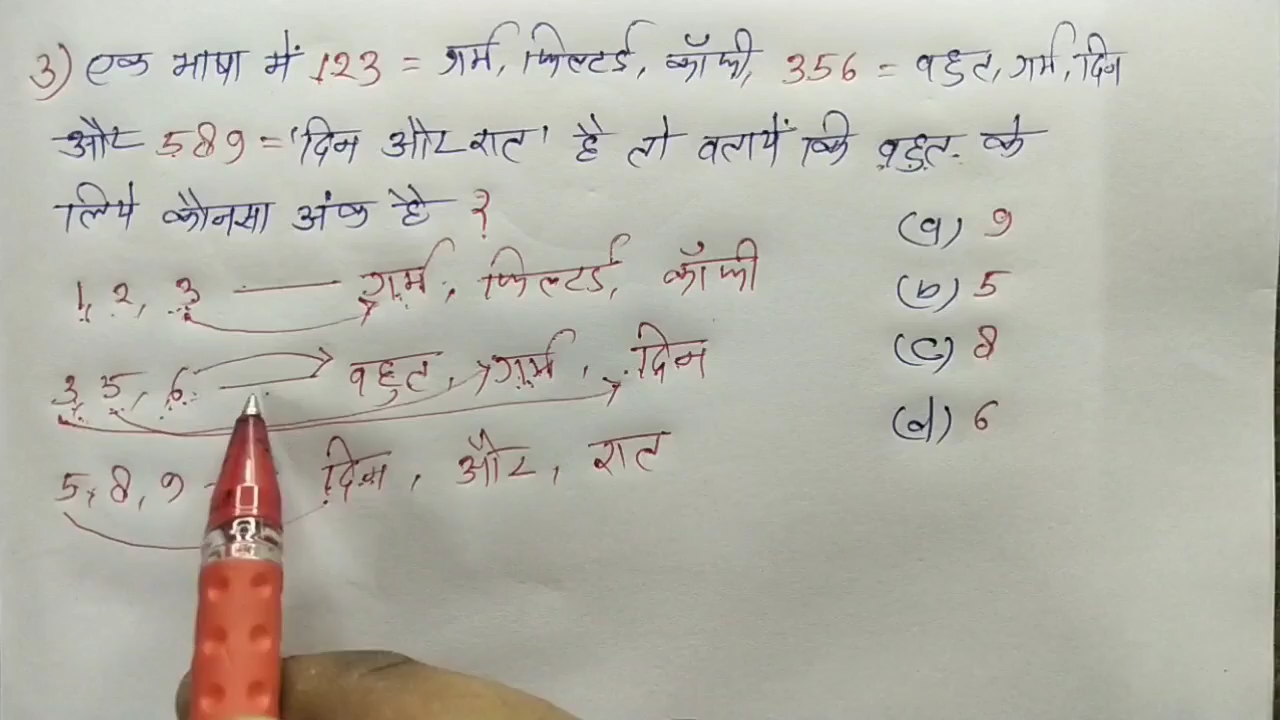 3) एक भाषा में 123 = गर्म, फिल्टर्ड, कॉफी, 356 = बहुत, गर्म, दिन
और 589 = 'दिन और रात' है तो बतायें कि बहुत के
लिये कौनसा अंक है ?
(a) 9
(b) 5
(c) 8
(d) 6
1, 2, 3 — गर्म, फिल्टर्ड, कॉफी
3, 5, 6 — बहुत, गर्म, दिन
5, 8, 9 - दिन, और, रात